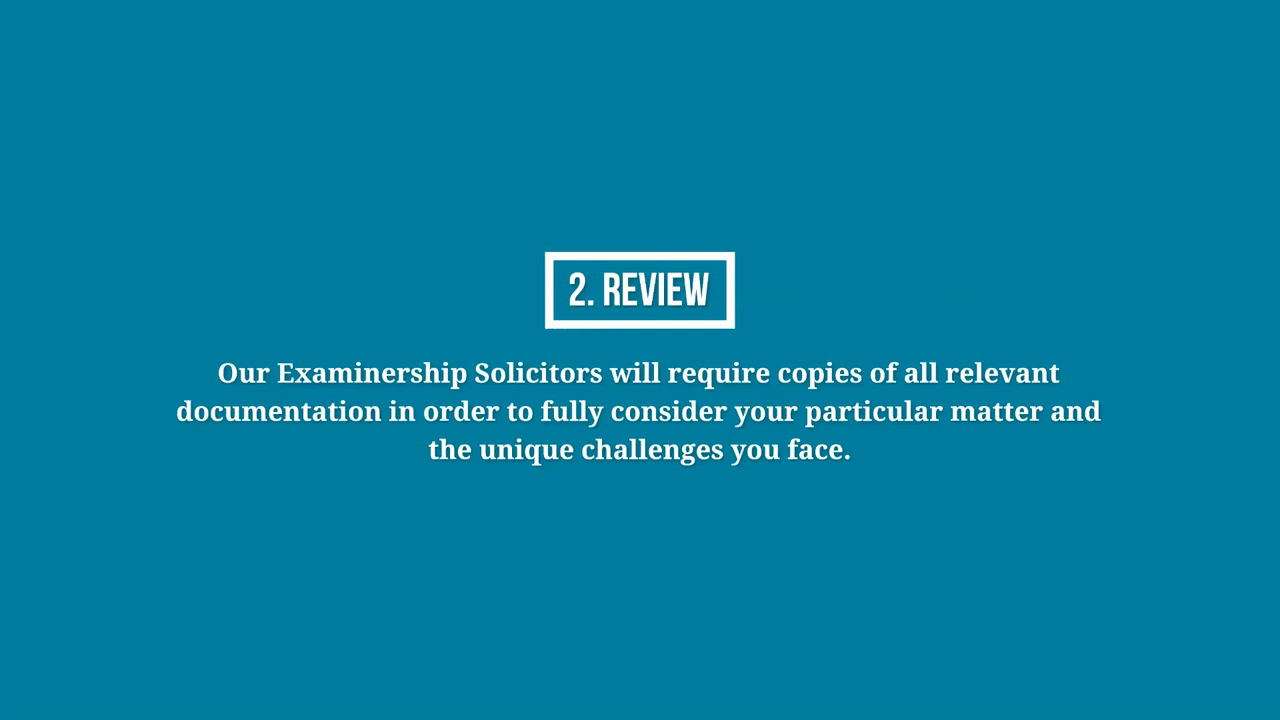 2. REVIEW
Our Examinership Solicitors will require copies of all relevant
documentation in order to fully consider your particular matter and
the unique challenges you face.